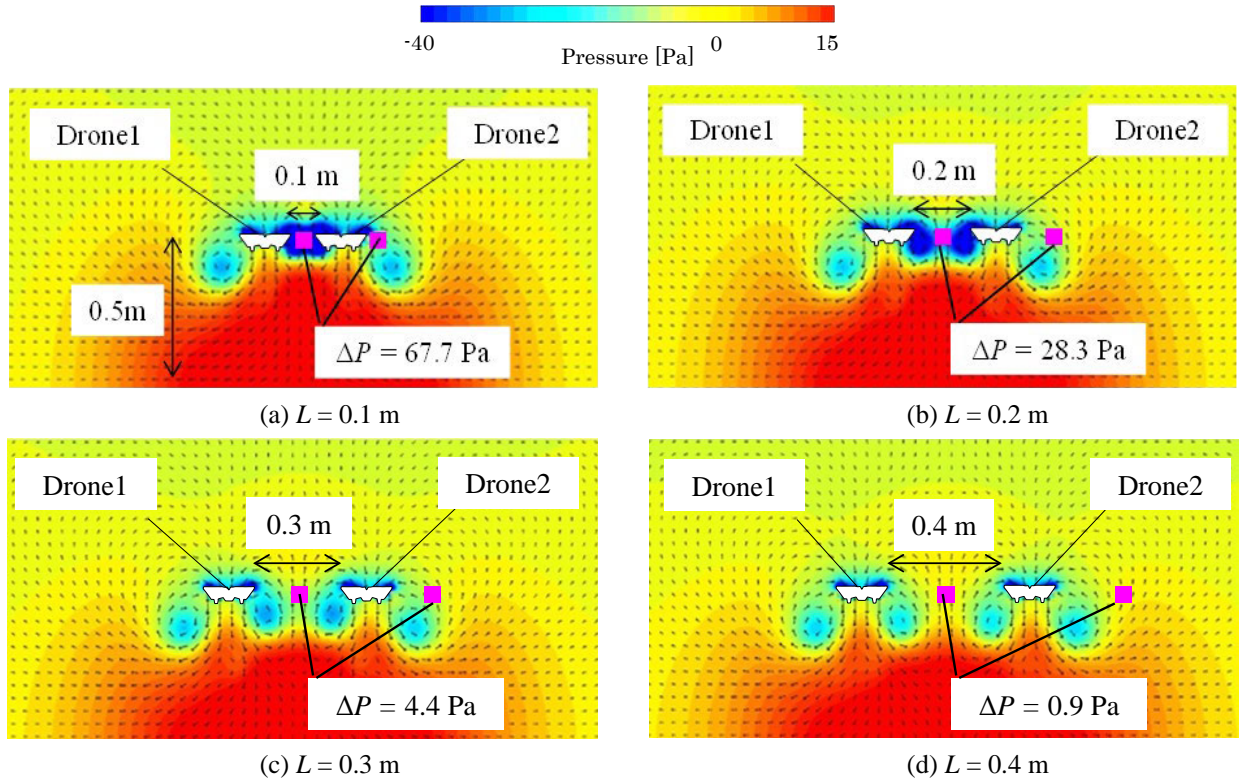 -40 0 15
Pressure [Pa]
Drone1 Drone2
0.1 m
0.5m
ΔP = 67.7 Pa
(a) L = 0.1 m
Drone1 Drone2
0.2 m
ΔP = 28.3 Pa
(b) L = 0.2 m
Drone1 Drone2
0.3 m
ΔP = 4.4 Pa
(c) L = 0.3 m
Drone1 Drone2
0.4 m
ΔP = 0.9 Pa
(d) L = 0.4 m